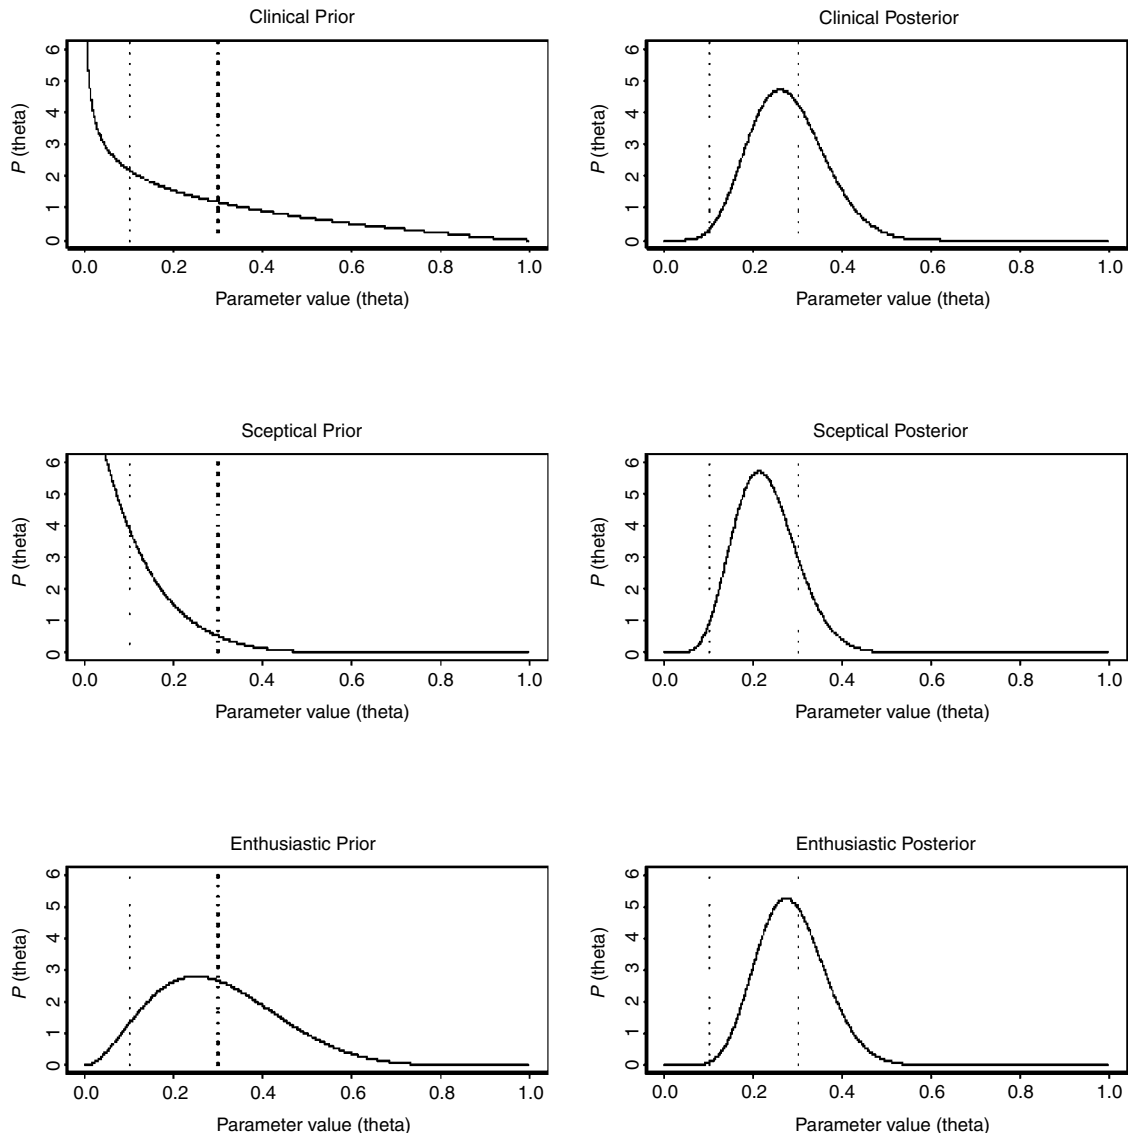 Clinical Prior
P (theta)
6
5
4
3
2
1
0
0.0 0.2 0.4 0.6 0.8 1.0
Parameter value (theta)
Clinical Posterior
P (theta)
6
5
4
3
2
1
0
0.0 0.2 0.4 0.6 0.8 1.0
Parameter value (theta)
Sceptical Prior
P (theta)
6
5
4
3
2
1
0
0.0 0.2 0.4 0.6 0.8 1.0
Parameter value (theta)
Sceptical Posterior
P (theta)
6
5
4
3
2
1
0
0.0 0.2 0.4 0.6 0.8 1.0
Parameter value (theta)
Enthusiastic Prior
P (theta)
6
5
4
3
2
1
0
0.0 0.2 0.4 0.6 0.8 1.0
Parameter value (theta)
Enthusiastic Posterior
P (theta)
6
5
4
3
2
1
0
0.0 0.2 0.4 0.6 0.8 1.0
Parameter value (theta)